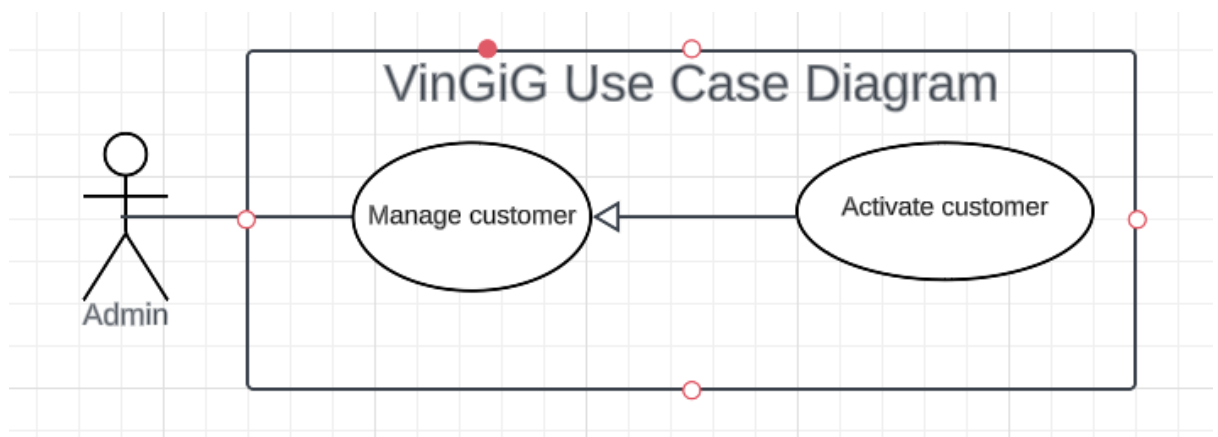 VinGiG Use Case Diagram
Manage customer
Activate customer
Admin